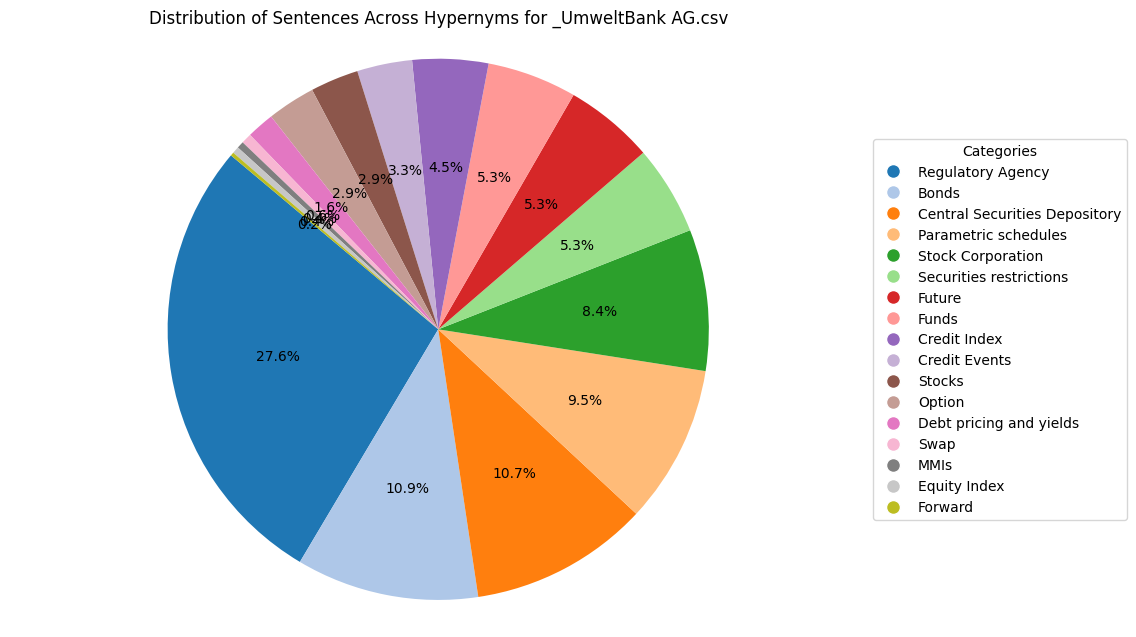 Distribution of Sentences Across Hypernyms for _UmweltBank AG.csv
4.5%
3.3%
5.3%
2.9%
2.9%
5.3%
1.6%
0.2%
5.3%
8.4%
27.6%
9.5%
10.7%
10.9%
Categories
Regulatory Agency
Bonds
Central Securities Depository
Parametric schedules
Stock Corporation
Securities restrictions
Future
Funds
Credit Index
Credit Events
Stocks
Option
Debt pricing and yields
Swap
MMIs
Equity Index
Forward